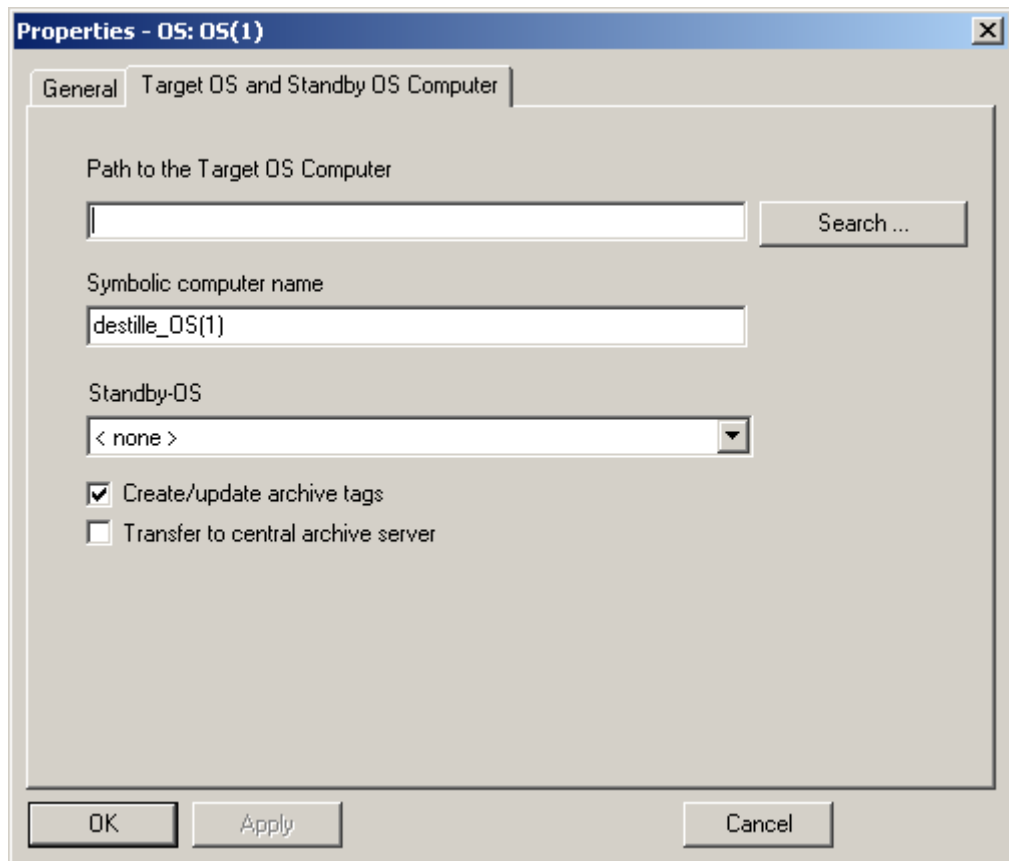 Properties - OS: OS(1)
General
Target OS and Standby OS Computer
Path to the Target OS Computer
Search ...
Symbolic computer name
destille_OS(1)
Standby-OS
< none >
Create/update archive tags
Transfer to central archive server
OK
Apply
Cancel